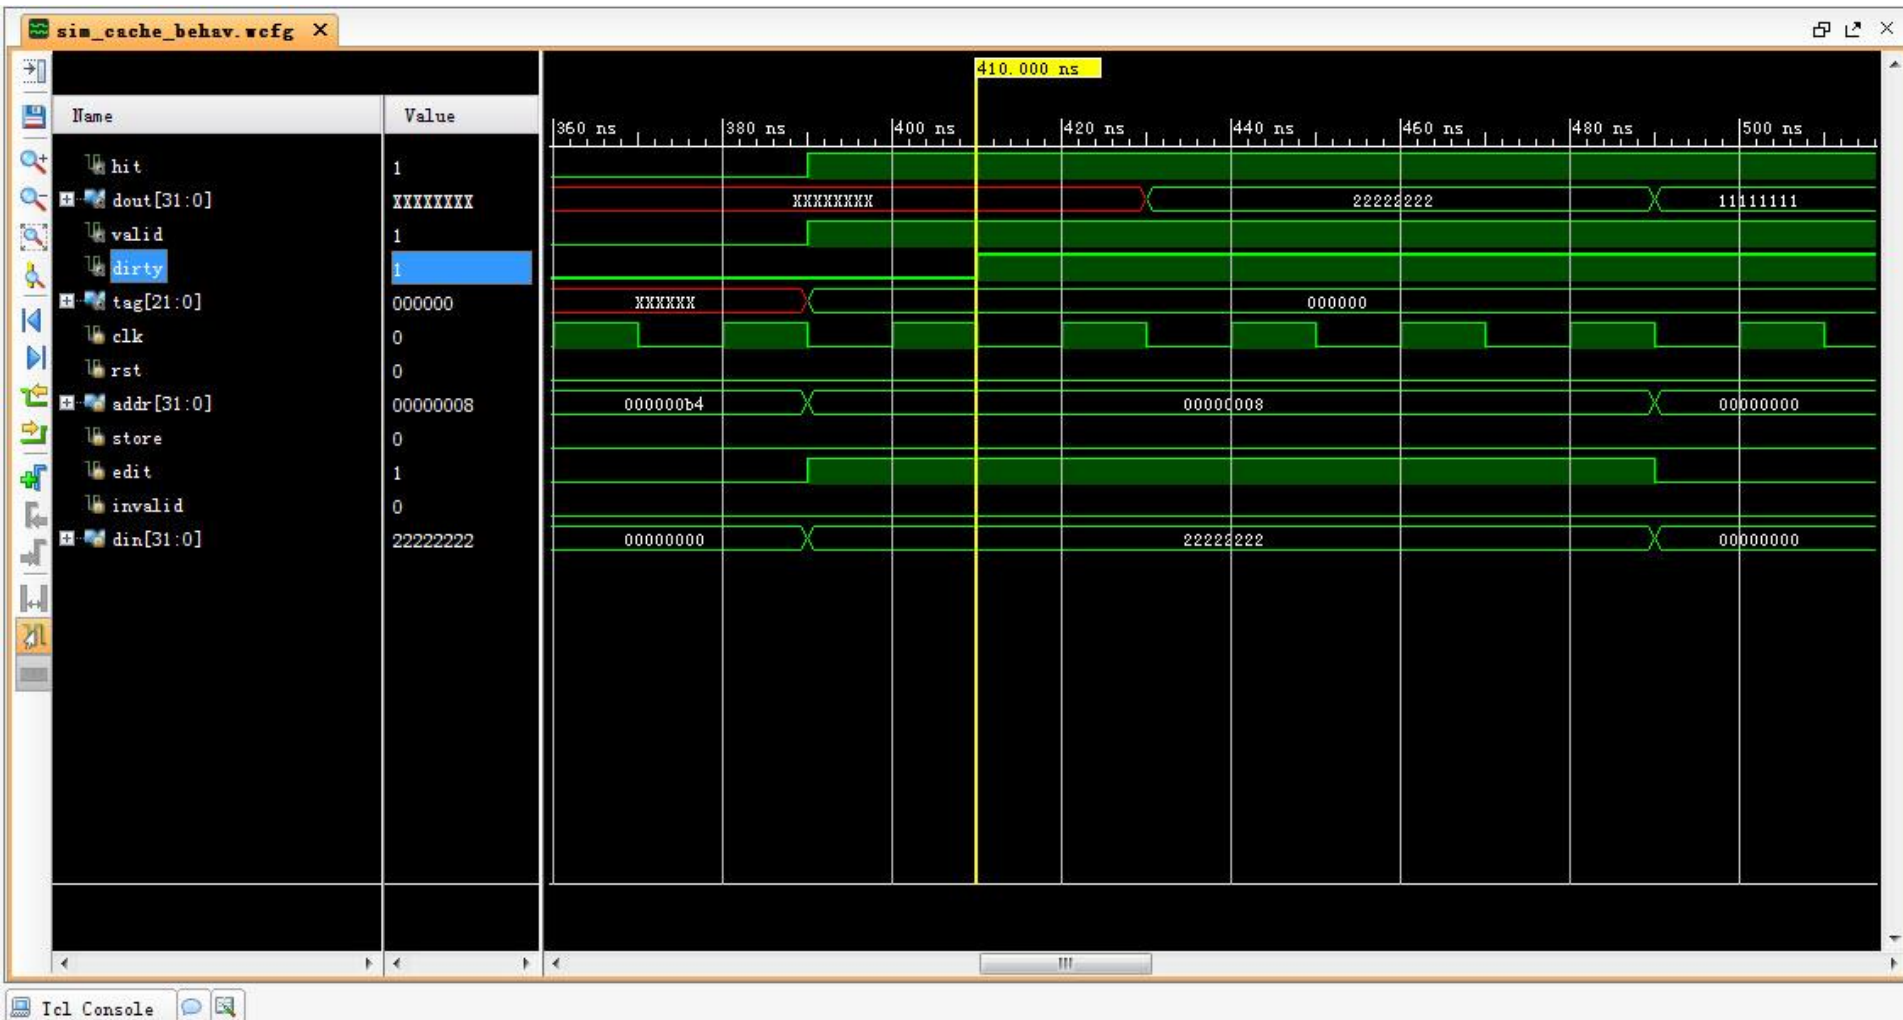 sim_cache_behav.wcfg
410.000 ns
Name Value
360 ns 380 ns 400 ns 420 ns 440 ns 460 ns 480 ns 500 ns
hit 1
dout[31:0] XXXXXXXX XXXXXXXX 22222222 11111111
valid 1
dirty 1
tag[21:0] 000000 XXXXXX 000000
clk 0
rst 0
addr[31:0] 00000008 000000b4 00000008 00000000
store 0
edit 1
invalid 0
din[31:0] 22222222 00000000 22222222 00000000
Tcl Console